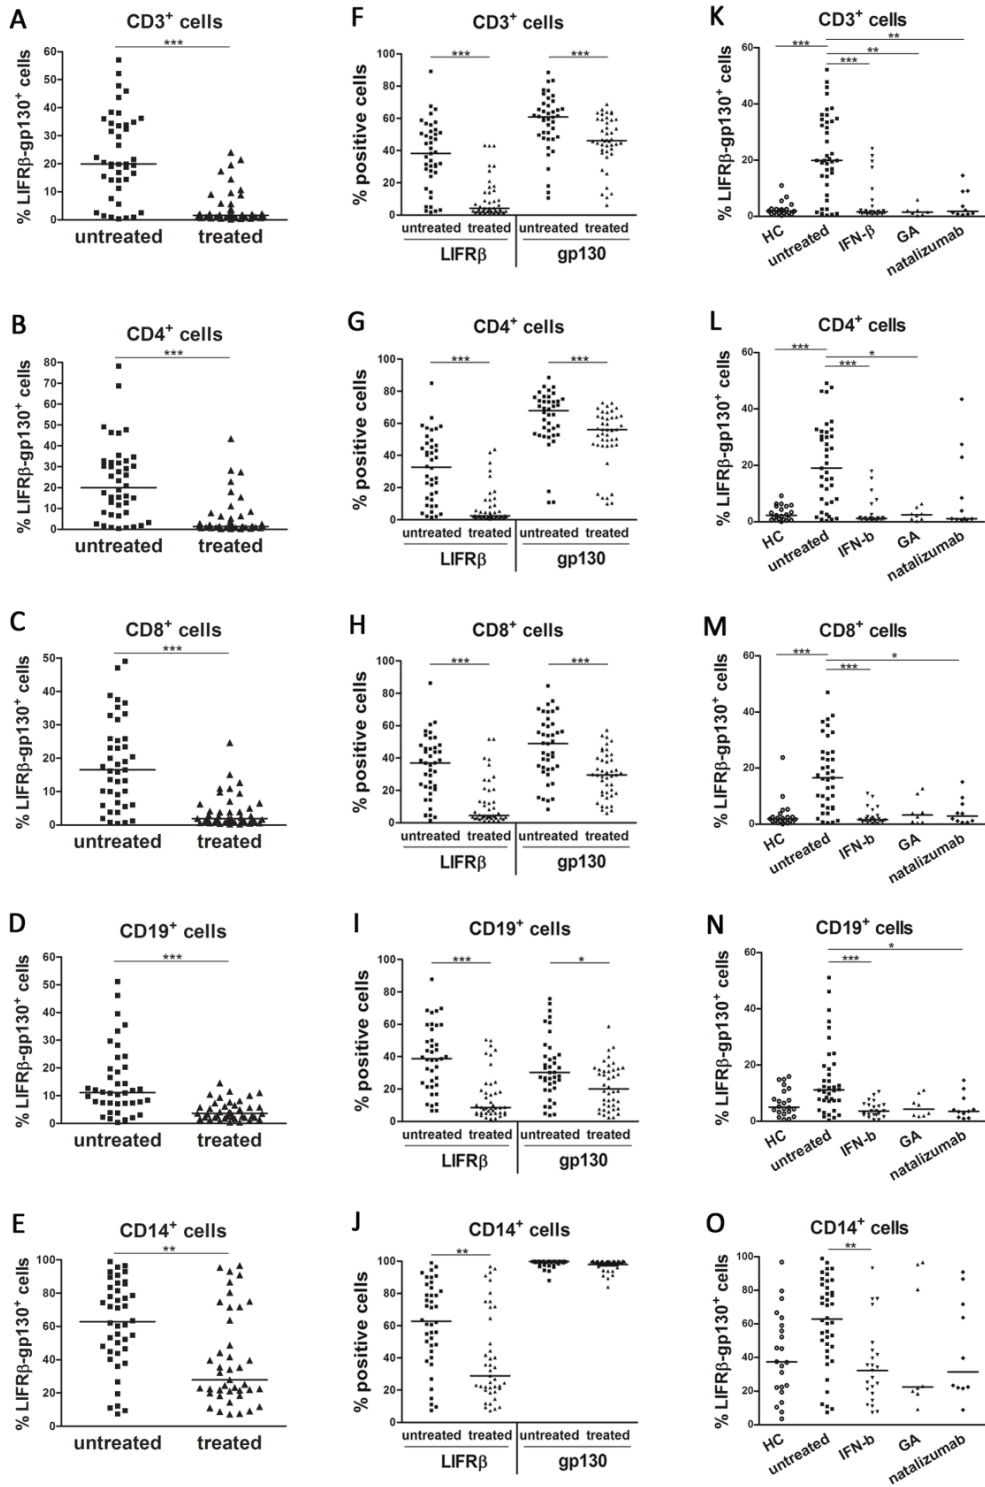 A
CD3⁺ cells
***
% LIFRβ-gp130⁺ cells
60
50
40
30
20
10
0
untreated treated
F
CD3⁺ cells
*** ***
% positive cells
100
80
60
40
20
0
untreated treated untreated treated
LIFRβ gp130
K
CD3⁺ cells
**
*** **
***
% LIFRβ-gp130⁺ cells
60
40
20
0
HC untreated IFN-β GA natalizumab
B
CD4⁺ cells
***
% LIFRβ-gp130⁺ cells
80
70
60
50
40
30
20
10
0
untreated treated
G
CD4⁺ cells
*** ***
% positive cells
100
80
60
40
20
0
untreated treated untreated treated
LIFRβ gp130
L
CD4⁺ cells
*** *
***
% LIFRβ-gp130⁺ cells
60
40
20
0
HC untreated IFN-b GA natalizumab
C
CD8⁺ cells
***
% LIFRβ-gp130⁺ cells
50
40
30
20
10
0
untreated treated
H
CD8⁺ cells
*** ***
% positive cells
100
80
60
40
20
0
untreated treated untreated treated
LIFRβ gp130
M
CD8⁺ cells
*** *
***
% LIFRβ-gp130⁺ cells
60
40
20
0
HC untreated IFN-b GA natalizumab
D
CD19⁺ cells
***
% LIFRβ-gp130⁺ cells
60
50
40
30
20
10
0
untreated treated
I
CD19⁺ cells
*** *
% positive cells
100
80
60
40
20
0
untreated treated untreated treated
LIFRβ gp130
N
CD19⁺ cells
*
***
% LIFRβ-gp130⁺ cells
60
40
20
0
HC untreated IFN-b GA natalizumab
E
CD14⁺ cells
**
% LIFRβ-gp130⁺ cells
100
80
60
40
20
0
untreated treated
J
CD14⁺ cells
**
% positive cells
100
80
60
40
20
0
untreated treated untreated treated
LIFRβ gp130
O
CD14⁺ cells
**
% LIFRβ-gp130⁺ cells
100
80
60
40
20
0
HC untreated IFN-b GA natalizumab